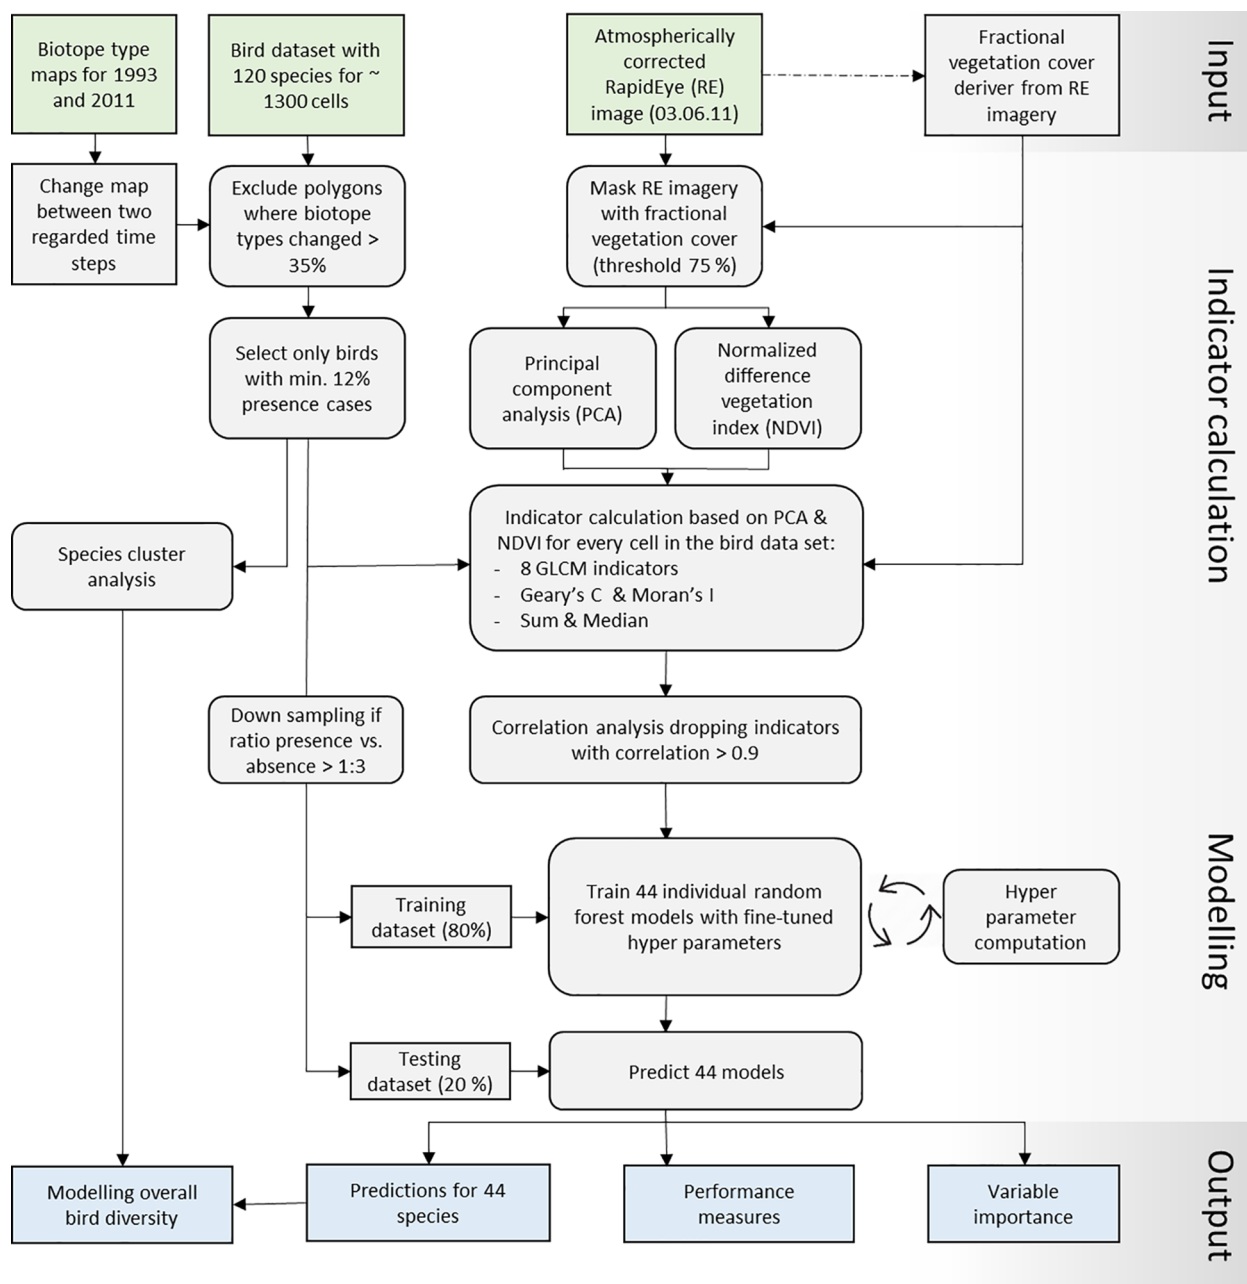 Biotope type
maps for 1993
and 2011
Bird dataset with
120 species for ~
1300 cells
Atmospherically
corrected
RapidEye (RE)
image (03.06.11)
Fractional
vegetation cover
deriver from RE
imagery
Input
Change map
between two
regarded time
steps
Exclude polygons
where biotope
types changed >
35%
Mask RE imagery
with fractional
vegetation cover
(threshold 75 %)
Indicator calculation
Select only birds
with min. 12%
presence cases
Principal
component
analysis (PCA)
Normalized
difference
vegetation
index (NDVI)
Species cluster
analysis
Indicator calculation based on PCA &
NDVI for every cell in the bird data set:
- 8 GLCM indicators
- Geary's C & Moran's I
- Sum & Median
Down sampling if
ratio presence vs.
absence > 1:3
Correlation analysis dropping indicators
with correlation > 0.9
Modelling
Training
dataset (80%)
Train 44 individual random
forest models with fine-tuned
hyper parameters
Hyper
parameter
computation
Testing
dataset (20 %)
Predict 44 models
Output
Modelling overall
bird diversity
Predictions for 44
species
Performance
measures
Variable
importance